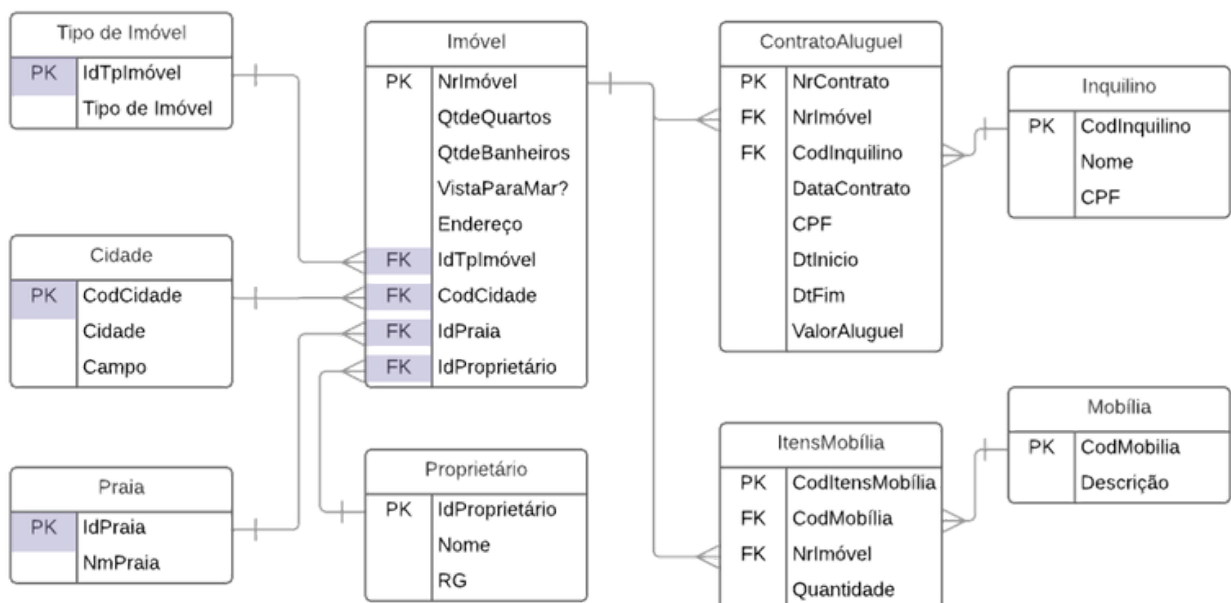 Tipo de Imóvel
PK IdTpImóvel
Tipo de Imóvel
Cidade
PK CodCidade
Cidade
Campo
Praia
PK IdPraia
NmPraia
Imóvel
PK NrImóvel
QtdeQuartos
QtdeBanheiros
VistaParaMar?
Endereço
FK IdTpImóvel
FK CodCidade
FK IdPraia
FK IdProprietário
Proprietário
PK IdProprietário
Nome
RG
ContratoAluguel
PK NrContrato
FK NrImóvel
FK CodInquilino
DataContrato
CPF
DtInicio
DtFim
ValorAluguel
ItensMobília
PK CodItensMobília
FK CodMobília
FK NrImóvel
Quantidade
Inquilino
PK CodInquilino
Nome
CPF
Mobília
PK CodMobilia
Descrição